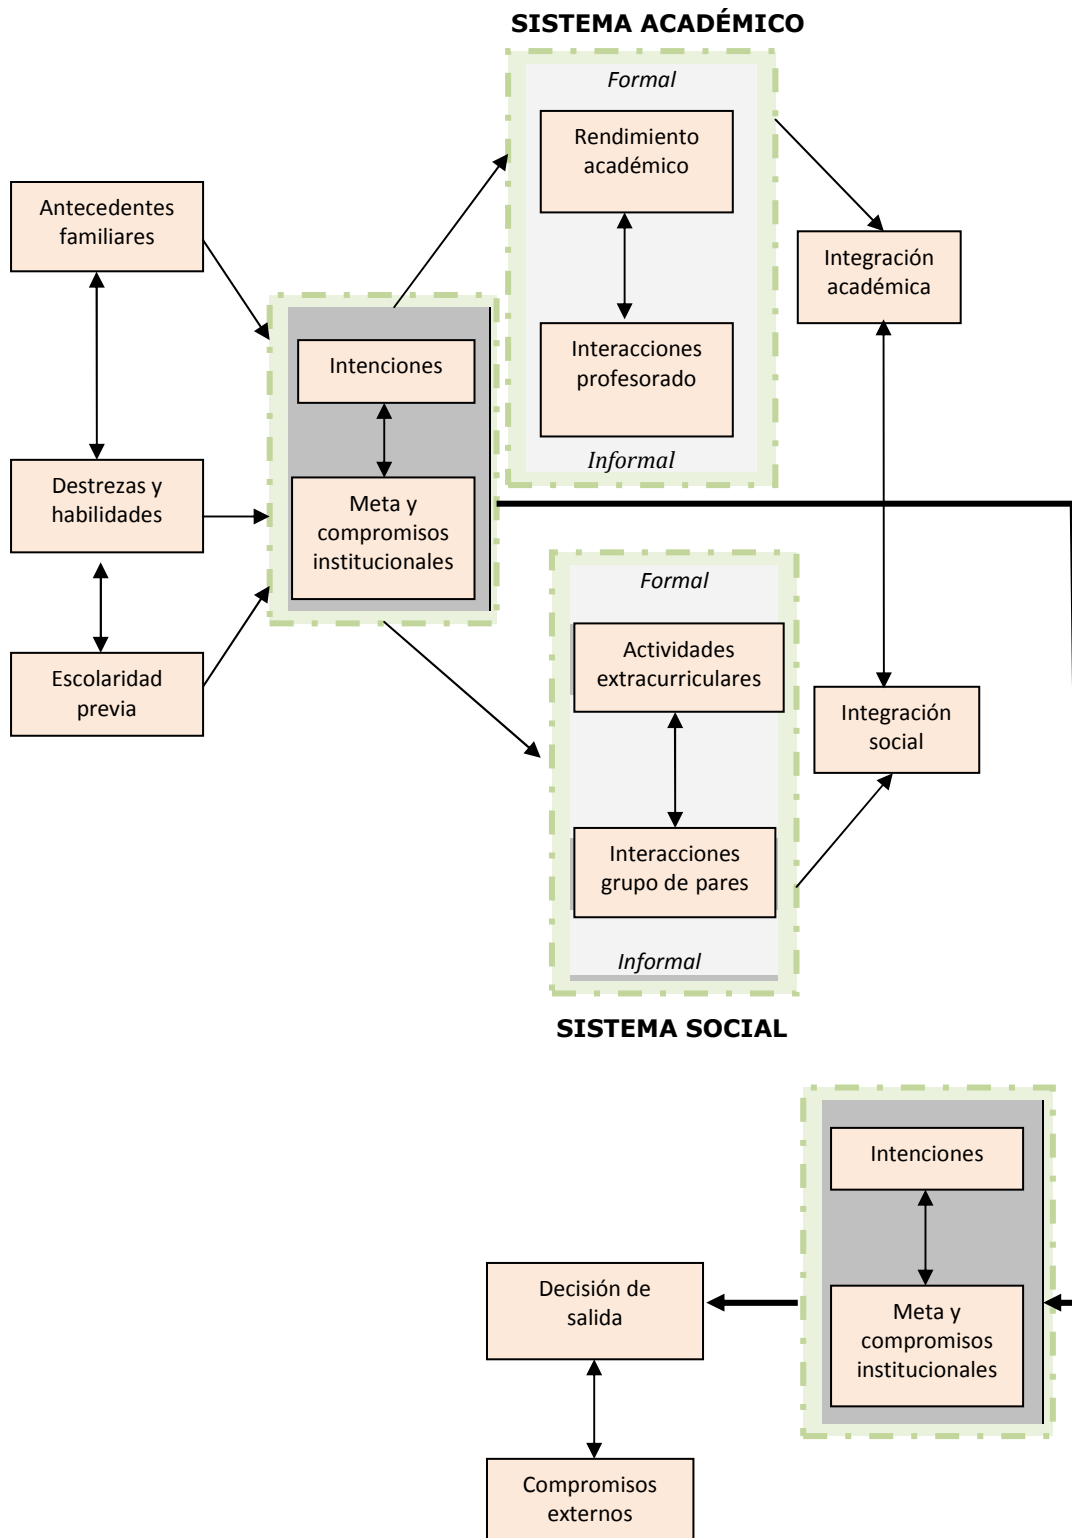 SISTEMA ACADÉMICO
Formal
Rendimiento
académico
Antecedentes
familiares
Integración
académica
Intenciones
Interacciones
profesorado
Informal
Destrezas y
habilidades
Meta y
compromisos
institucionales
Formal
Actividades
extracurriculares
Escolaridad
previa
Integración
social
Interacciones
grupo de pares
Informal
SISTEMA SOCIAL
Intenciones
Decisión de
salida
Meta y
compromisos
institucionales
Compromisos
externos